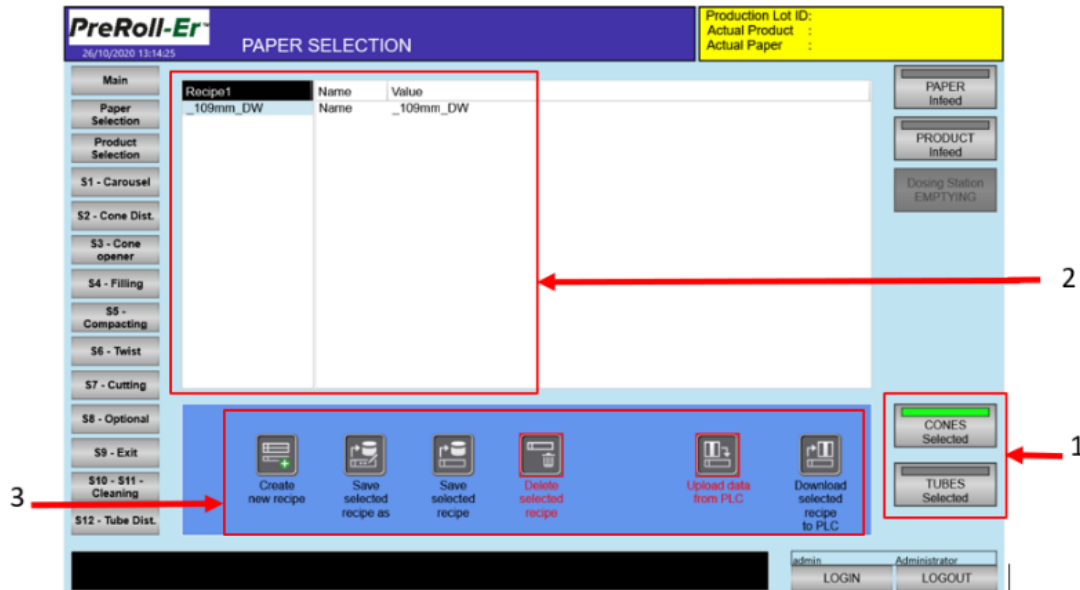 PreRoll-Er™
26/10/2020 13:14:25
PAPER SELECTION
Production Lot ID:
Actual Product :
Actual Paper :
Main
Paper
Selection
Product
Selection
S1 - Carousel
S2 - Cone Dist.
S3 - Cone
opener
S4 - Filling
S5 -
Compacting
S6 - Twist
S7 - Cutting
S8 - Optional
S9 - Exit
S10 - S11 -
Cleaning
S12 - Tube Dist.
Recipe1 Name Value
_109mm_DW Name _109mm_DW
PAPER
Infeed
PRODUCT
Infeed
Dosing Station
EMPTYING
2
CONES
Selected
TUBES
Selected
1
3
Create
new recipe
Save
selected
recipe as
Save
selected
recipe
Delete
selected
recipe
Upload data
from PLC
Download
selected
recipe
to PLC
admin Administrator
LOGIN LOGOUT